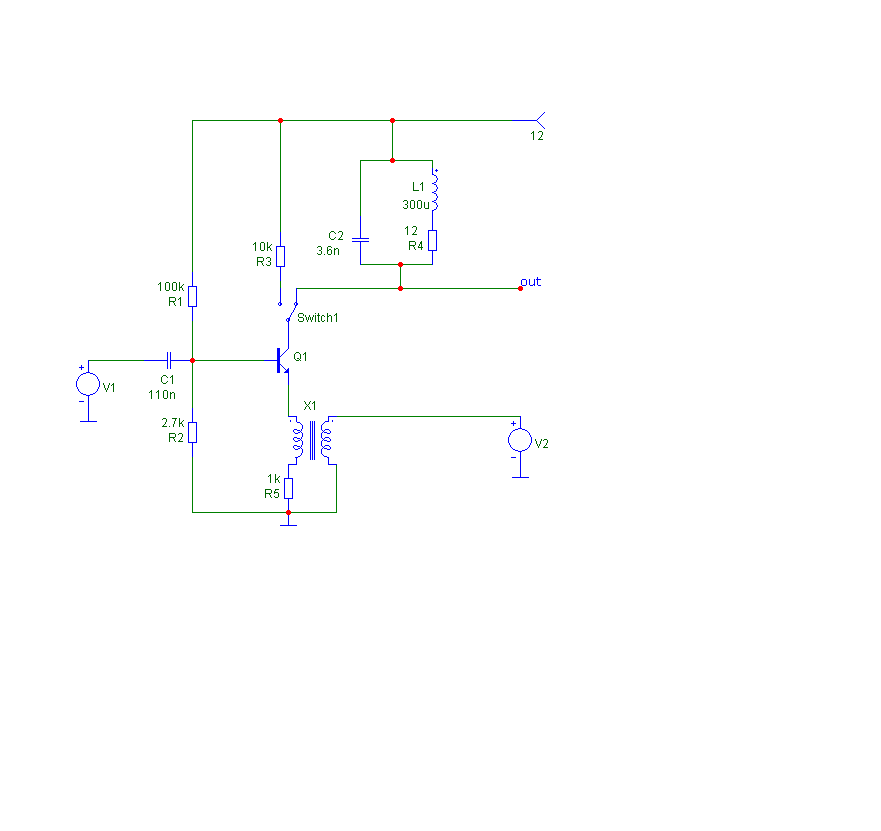 12
L1
300u
12
R4
C2
3.6n
10k
R3
out
100k
R1
Switch1
Q1
V1
C1
110n
X1
2.7k
R2
V2
1k
R5